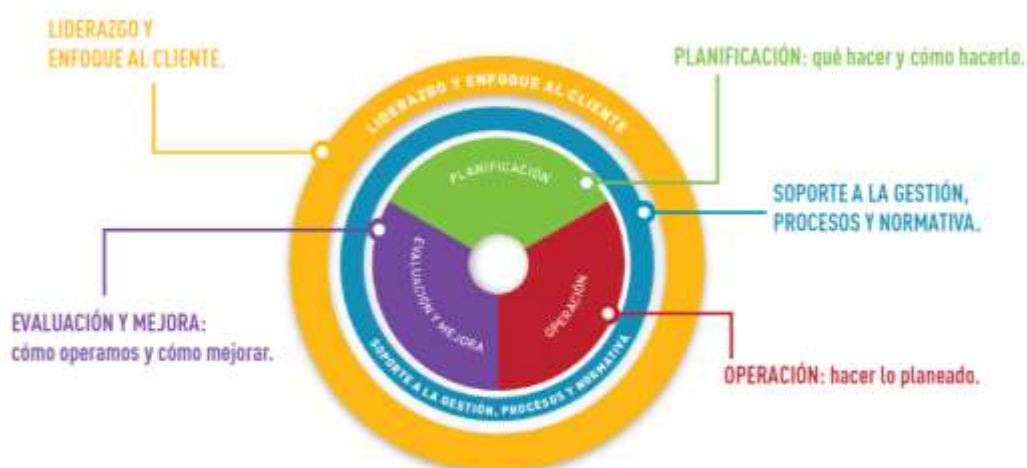 LIDERAZGO Y
ENFOQUE AL CLIENTE.
PLANIFICACIÓN: qué hacer y cómo hacerlo.
LIDERAZGO Y ENFOQUE AL CLIENTE
PLANIFICACIÓN
SOPORTE A LA GESTIÓN,
PROCESOS Y NORMATIVA.
EVALUACIÓN Y MEJORA
OPERACIÓN
EVALUACIÓN Y MEJORA:
cómo operamos y cómo mejorar.
SOPORTE A LA GESTIÓN, PROCESOS Y NORMATIVA
OPERACIÓN: hacer lo planeado.